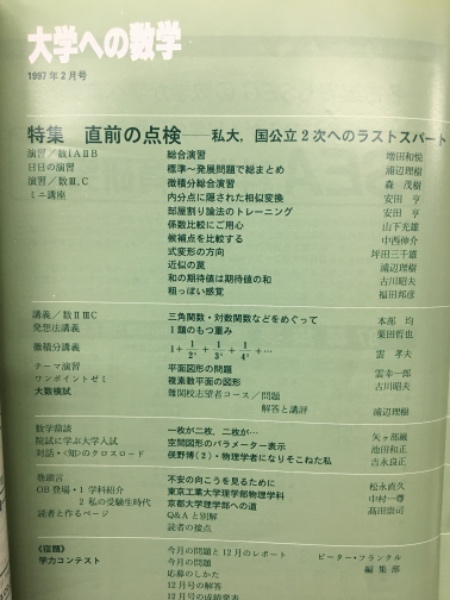 大学への数学
1997年2月号
特集 直前の点検──私大,国公立2次へのラストスパート
演習/数ⅠAⅡB 総合演習 増田和悦
日日の演習 標準〜発展問題で総まとめ 浦辺理樹
演習/数Ⅲ,C 微積分総合演習 森 茂樹
ミニ講座 内分点に隠された相似変換 安田 亨
部屋割り論法のトレーニング 安田 亨
係数比較にご用心 山下光雄
候補点を比較する 中西伸介
式変形の方向 坪田三千雄
近似の罠 浦辺理樹
和の期待値は期待値の和 古川昭夫
粗っぽい感覚 福田邦彦
講義/数ⅡⅢC 三角関数・対数関数などをめぐって 本部 均
発想法講義 1題のもつ重み 栗田哲也
微積分講義 1+1/2²+1/3²+1/4²+… 雲 孝夫
テーマ演習 平面図形の問題 雲幸一郎
ワンポイントゼミ 複素数平面の図形 古川昭夫
大数模試 難関校志望者コース/問題
解答と講評 浦辺理樹
数学鼎談 一枚が二枚,二枚が… 矢ヶ部巌
院試に学ぶ大学入試 空間図形のパラメーター表示 池田和正
対話・<知>のクロスロード 俣野博(2)・物理学者になりそこねた私 吉永良正
巻頭言 不安の向こうを見るために 松永直久
OB登場・1 学科紹介 東京工業大学理学部物理学科 中村一尊
2 私の受験生時代 京都大学理学部への道 高田崇司
読者と作るページ Q&Aと別解
読者の接点
《宿題》 今月の問題と12月のレポート ピーター・フランクル
学力コンテスト 今月の問題 編集部
応募のしかた
12月号の解答
12月号の成績発表